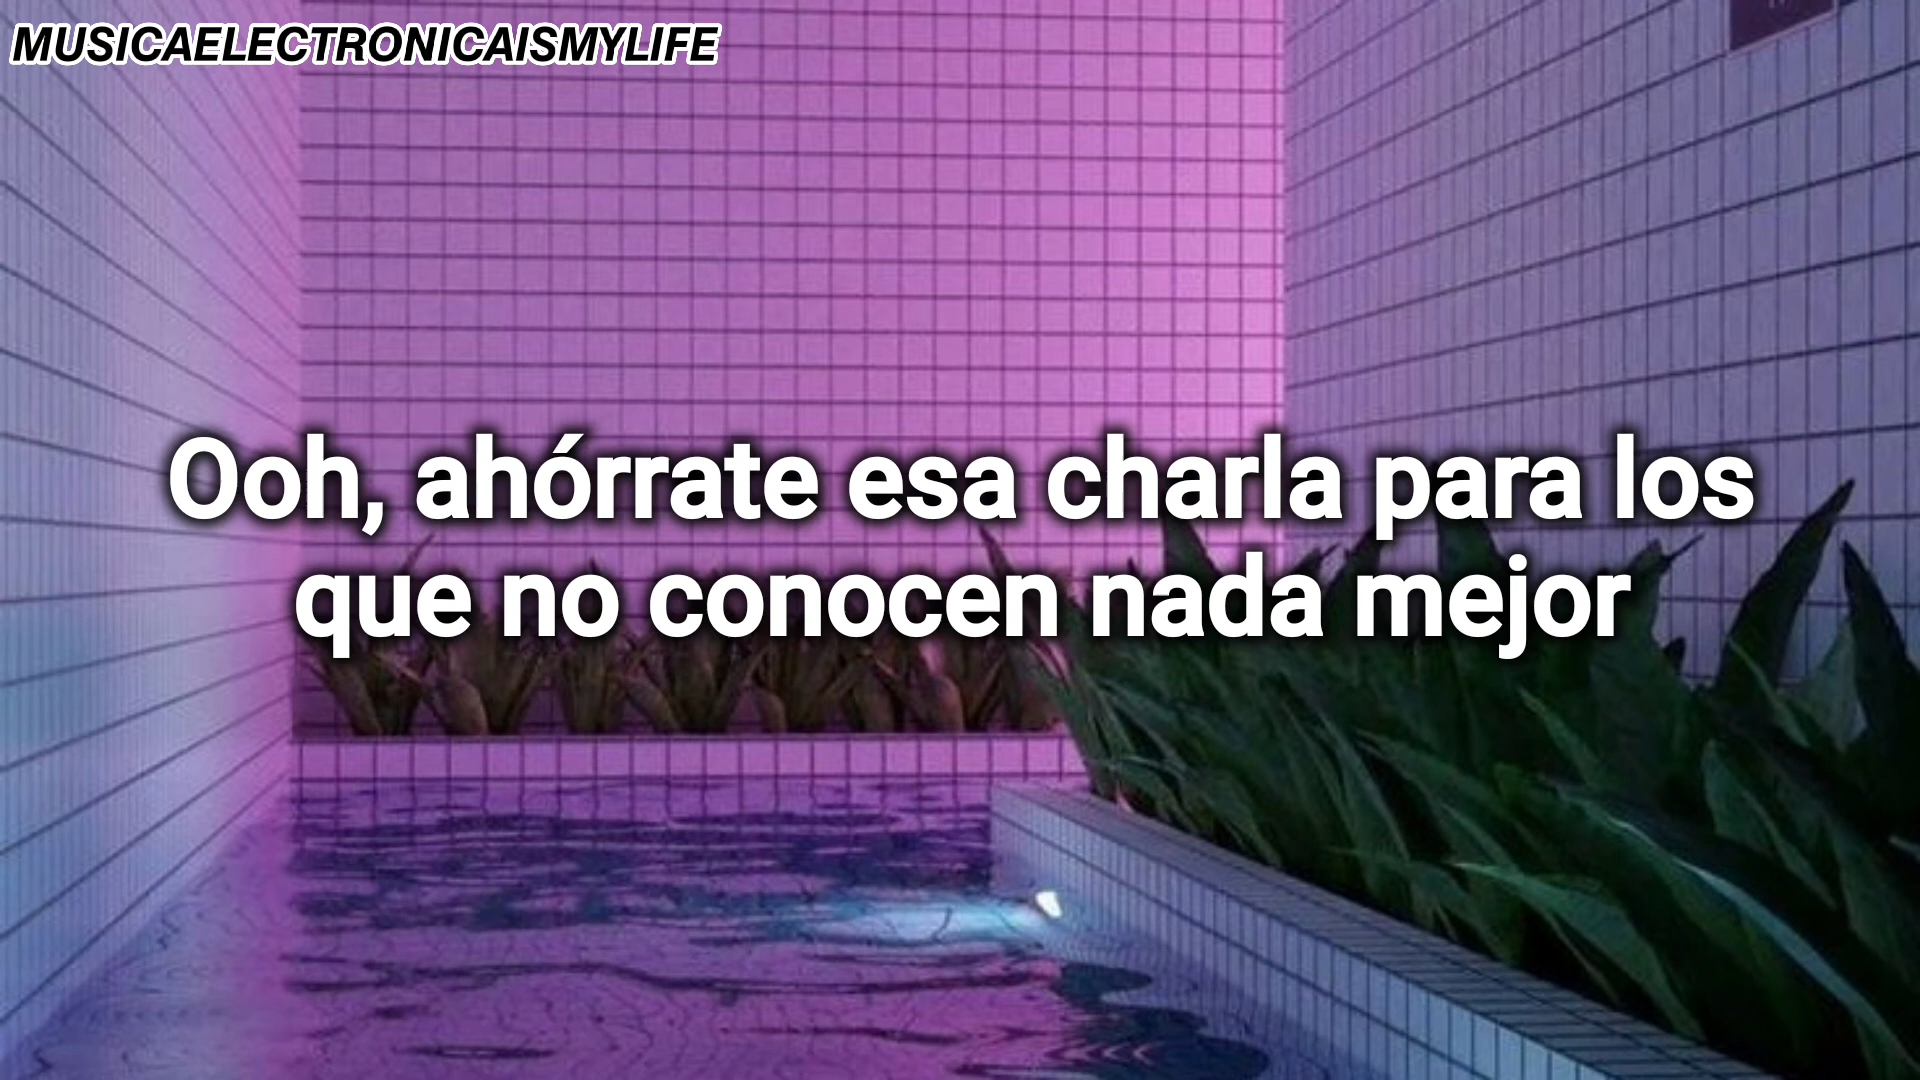 MUSICAELECTRONICAISMYLIFE
Ooh, ahórrate esa charla para los
que no conocen nada mejor